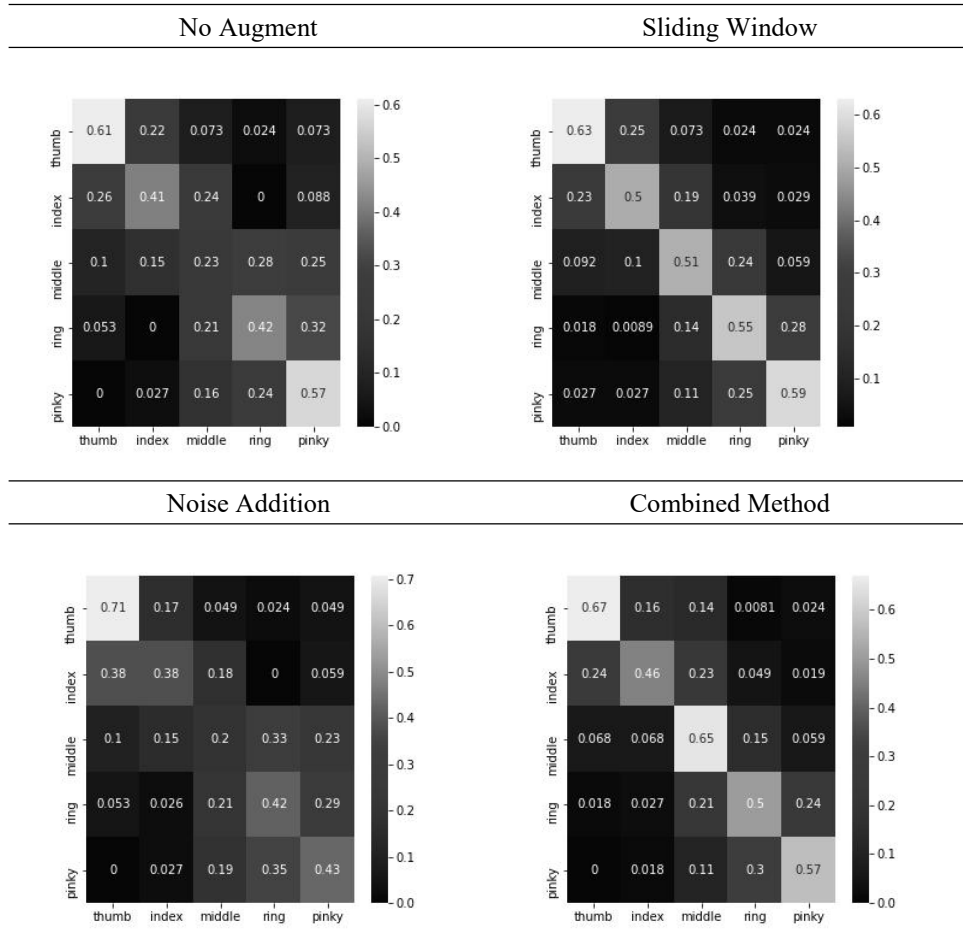 No Augment Sliding Window
0.6
0.61 0.22 0.073 0.024 0.073
thumb
0.5
0.26 0.41 0.24 0 0.088
index
0.4
0.1 0.15 0.23 0.28 0.25
middle
0.3
0.2
0.053 0 0.21 0.42 0.32
ring
0.1
0 0.027 0.16 0.24 0.57
pinky
0.0
thumb index middle ring pinky
0.6
0.63 0.25 0.073 0.024 0.024
thumb
0.5
0.23 0.5 0.19 0.039 0.029
index
0.4
0.092 0.1 0.51 0.24 0.059
middle
0.3
0.018 0.0089 0.14 0.55 0.28
ring
0.2
0.027 0.027 0.11 0.25 0.59
pinky
0.1
thumb index middle ring pinky
Noise Addition Combined Method
0.7
0.71 0.17 0.049 0.024 0.049
thumb
0.6
0.38 0.38 0.18 0 0.059
index
0.5
0.4
0.1 0.15 0.2 0.33 0.23
middle
0.3
0.053 0.026 0.21 0.42 0.29
ring
0.2
0.1
0 0.027 0.19 0.35 0.43
pinky
0.0
thumb index middle ring pinky
0.6
0.67 0.16 0.14 0.0081 0.024
thumb
0.5
0.24 0.46 0.23 0.049 0.019
index
0.4
0.068 0.068 0.65 0.15 0.059
middle
0.3
0.2
0.018 0.027 0.21 0.5 0.24
ring
0.1
0 0.018 0.11 0.3 0.57
pinky
0.0
thumb index middle ring pinky